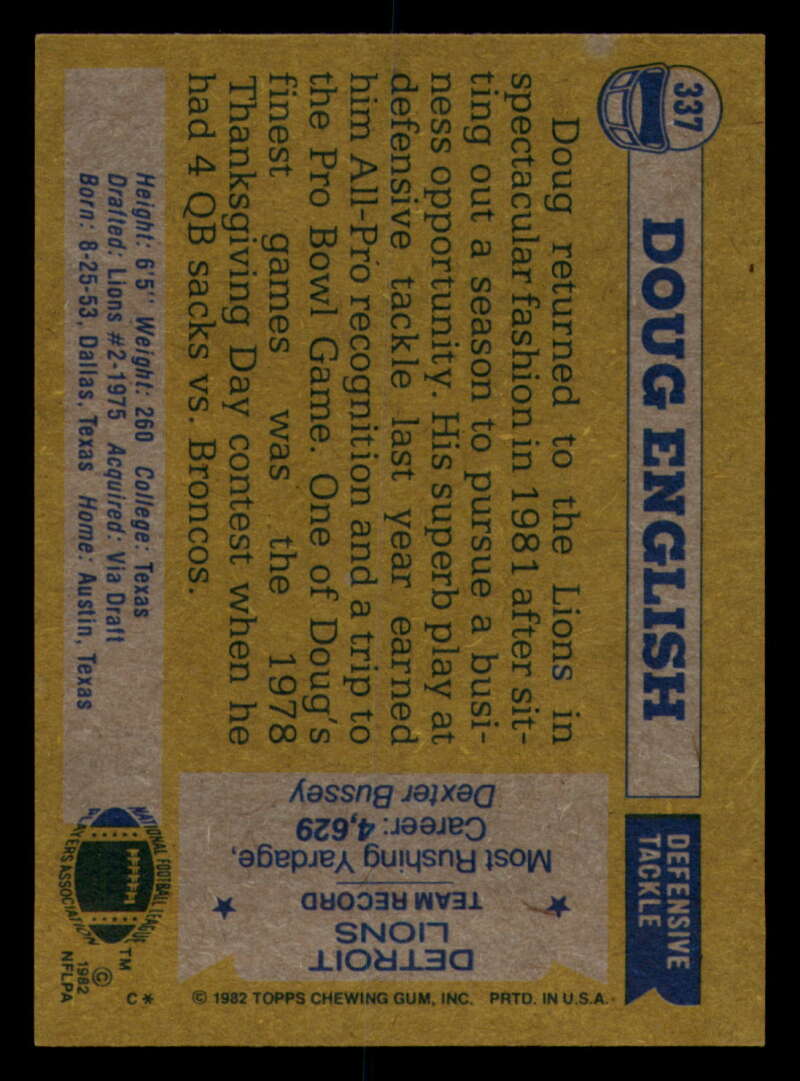 337
DOUG ENGLISH
DEFENSIVE
TACKLE
Doug returned to the Lions in
spectacular fashion in 1981 after sit-
ting out a season to pursue a busi-
ness opportunity. His superb play at
defensive tackle last year earned
him All-Pro recognition and a trip to
the Pro Bowl Game. One of Doug's
finest games was the 1978
Thanksgiving Day contest when he
had 4 QB sacks vs. Broncos.
Height: 6'5" Weight: 260 College: Texas
Drafted: Lions #2-1975 Acquired: Via Draft
Born: 8-25-53, Dallas, Texas Home: Austin, Texas
DETROIT
LIONS
TEAM RECORD
Most Rushing Yardage,
Career: 4,629
Dexter Bussey
NATIONAL FOOTBALL LEAGUE
PLAYERS ASSOCIATION
TM
© 1982
NFLPA
C*
© 1982 TOPPS CHEWING GUM, INC. PRTD. IN U.S.A.